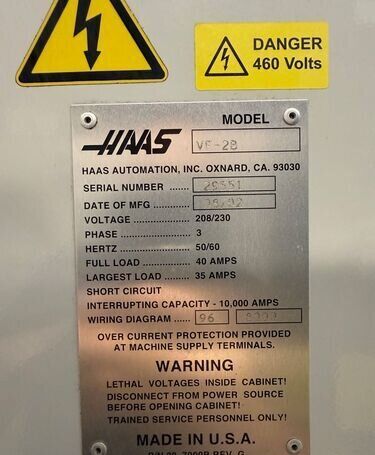 DANGER
460 Volts
MODEL
HAAS VF-2B
HAAS AUTOMATION, INC. OXNARD, CA. 93030
SERIAL NUMBER .......
DATE OF MFG ..........
VOLTAGE ................. 208/230
PHASE ..................... 3
HERTZ ..................... 50/60
FULL LOAD .............. 40 AMPS
LARGEST LOAD ....... 35 AMPS
SHORT CIRCUIT
INTERRUPTING CAPACITY - 10,000 AMPS
WIRING DIAGRAM ...... 96
OVER CURRENT PROTECTION PROVIDED
AT MACHINE SUPPLY TERMINALS.
WARNING
LETHAL VOLTAGES INSIDE CABINET!
DISCONNECT FROM POWER SOURCE
BEFORE OPENING CABINET!
TRAINED SERVICE PERSONNEL ONLY!
MADE IN U.S.A.